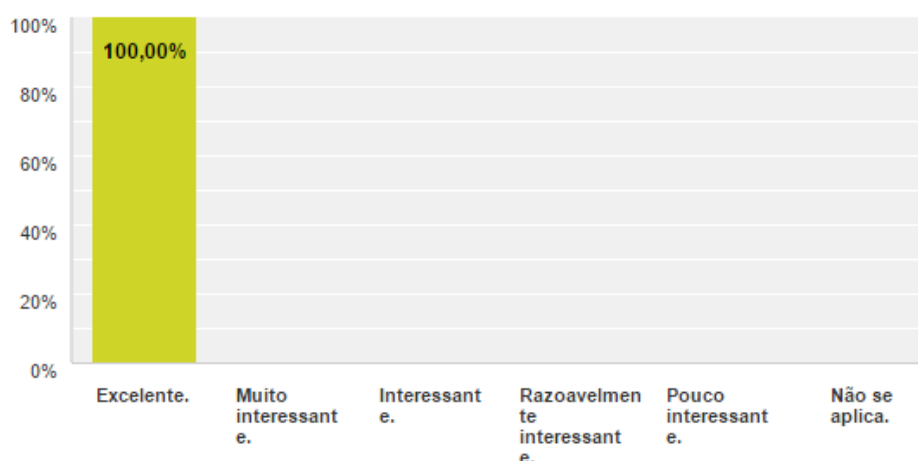 100%
100,00%
80%
60%
40%
20%
0%
Excelente.
Muito
interessant
e.
Interessant
e.
Razoavelmen
te
interessant
e.
Pouco
interessant
e.
Não se
aplica.